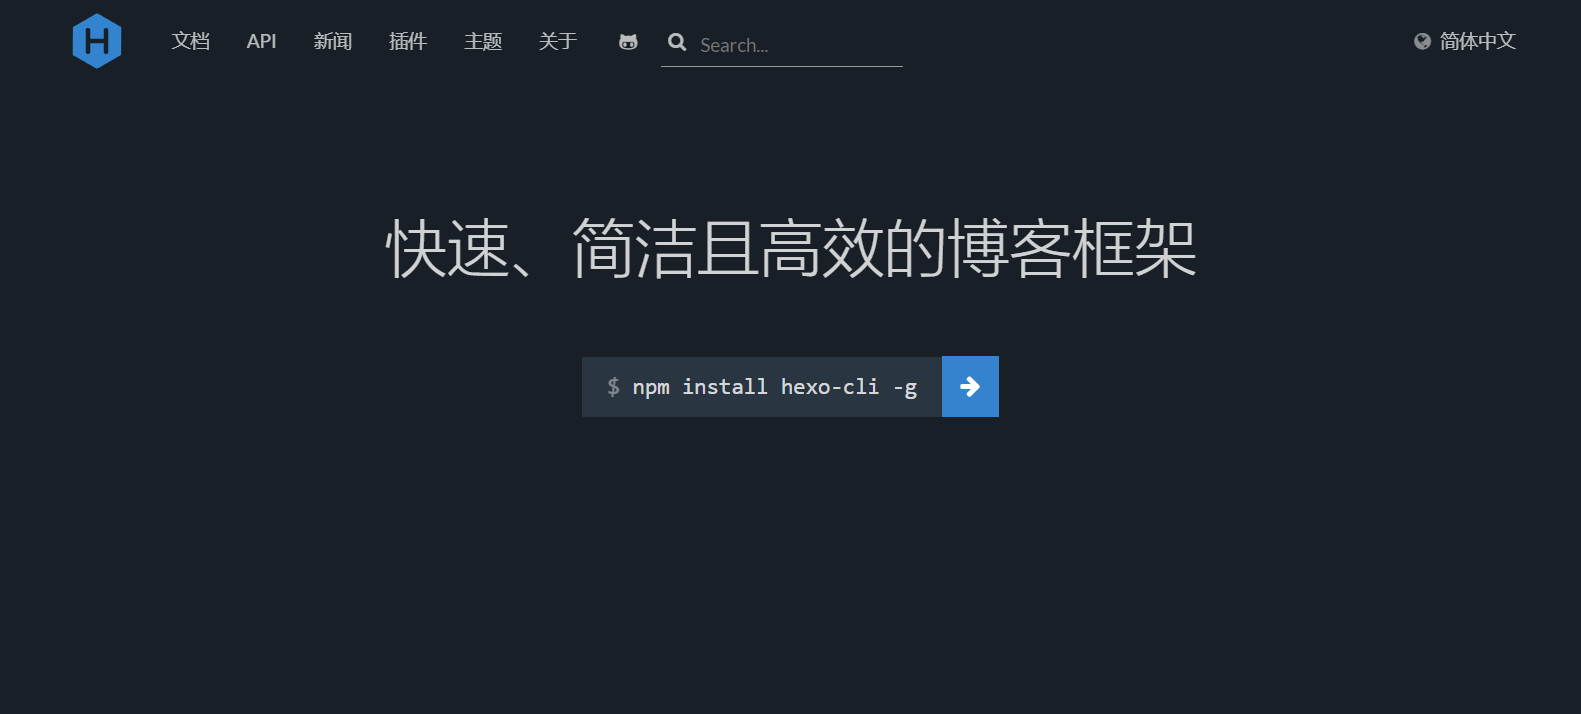 H 文档 API 新闻 插件 主题 关于 Search... 简体中文
快速、简洁且高效的博客框架
$ npm install hexo-cli -g